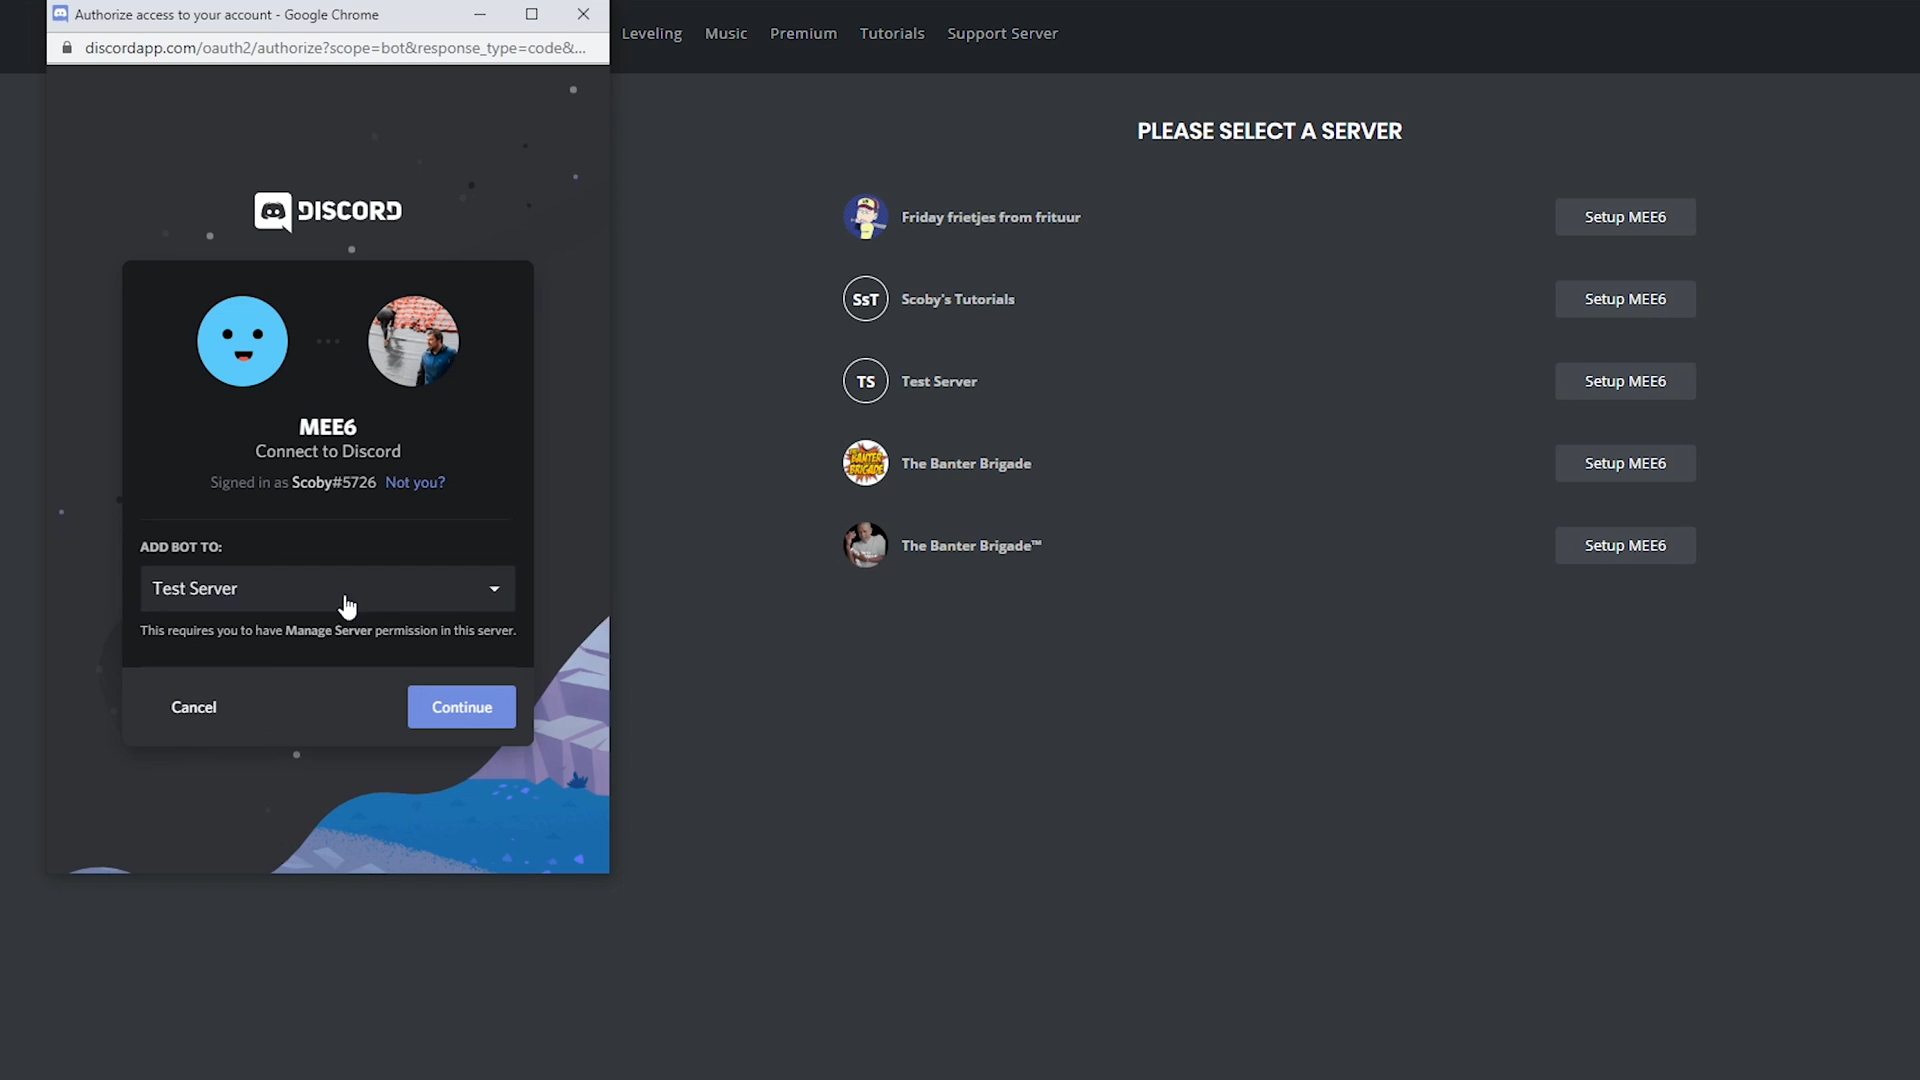 Authorize access to your account - Google Chrome
discordapp.com/oauth2/authorize?scope=bot&response_type=code&...
Leveling Music Premium Tutorials Support Server
DISCORD
MEE6
Connect to Discord
Signed in as Scoby#5726 Not you?
ADD BOT TO:
Test Server
This requires you to have Manage Server permission in this server.
Cancel Continue
PLEASE SELECT A SERVER
Friday frietjes from frituur Setup MEE6
SsT Scoby's Tutorials Setup MEE6
TS Test Server Setup MEE6
THE BANTER BRIGADE The Banter Brigade Setup MEE6
The Banter Brigade™ Setup MEE6